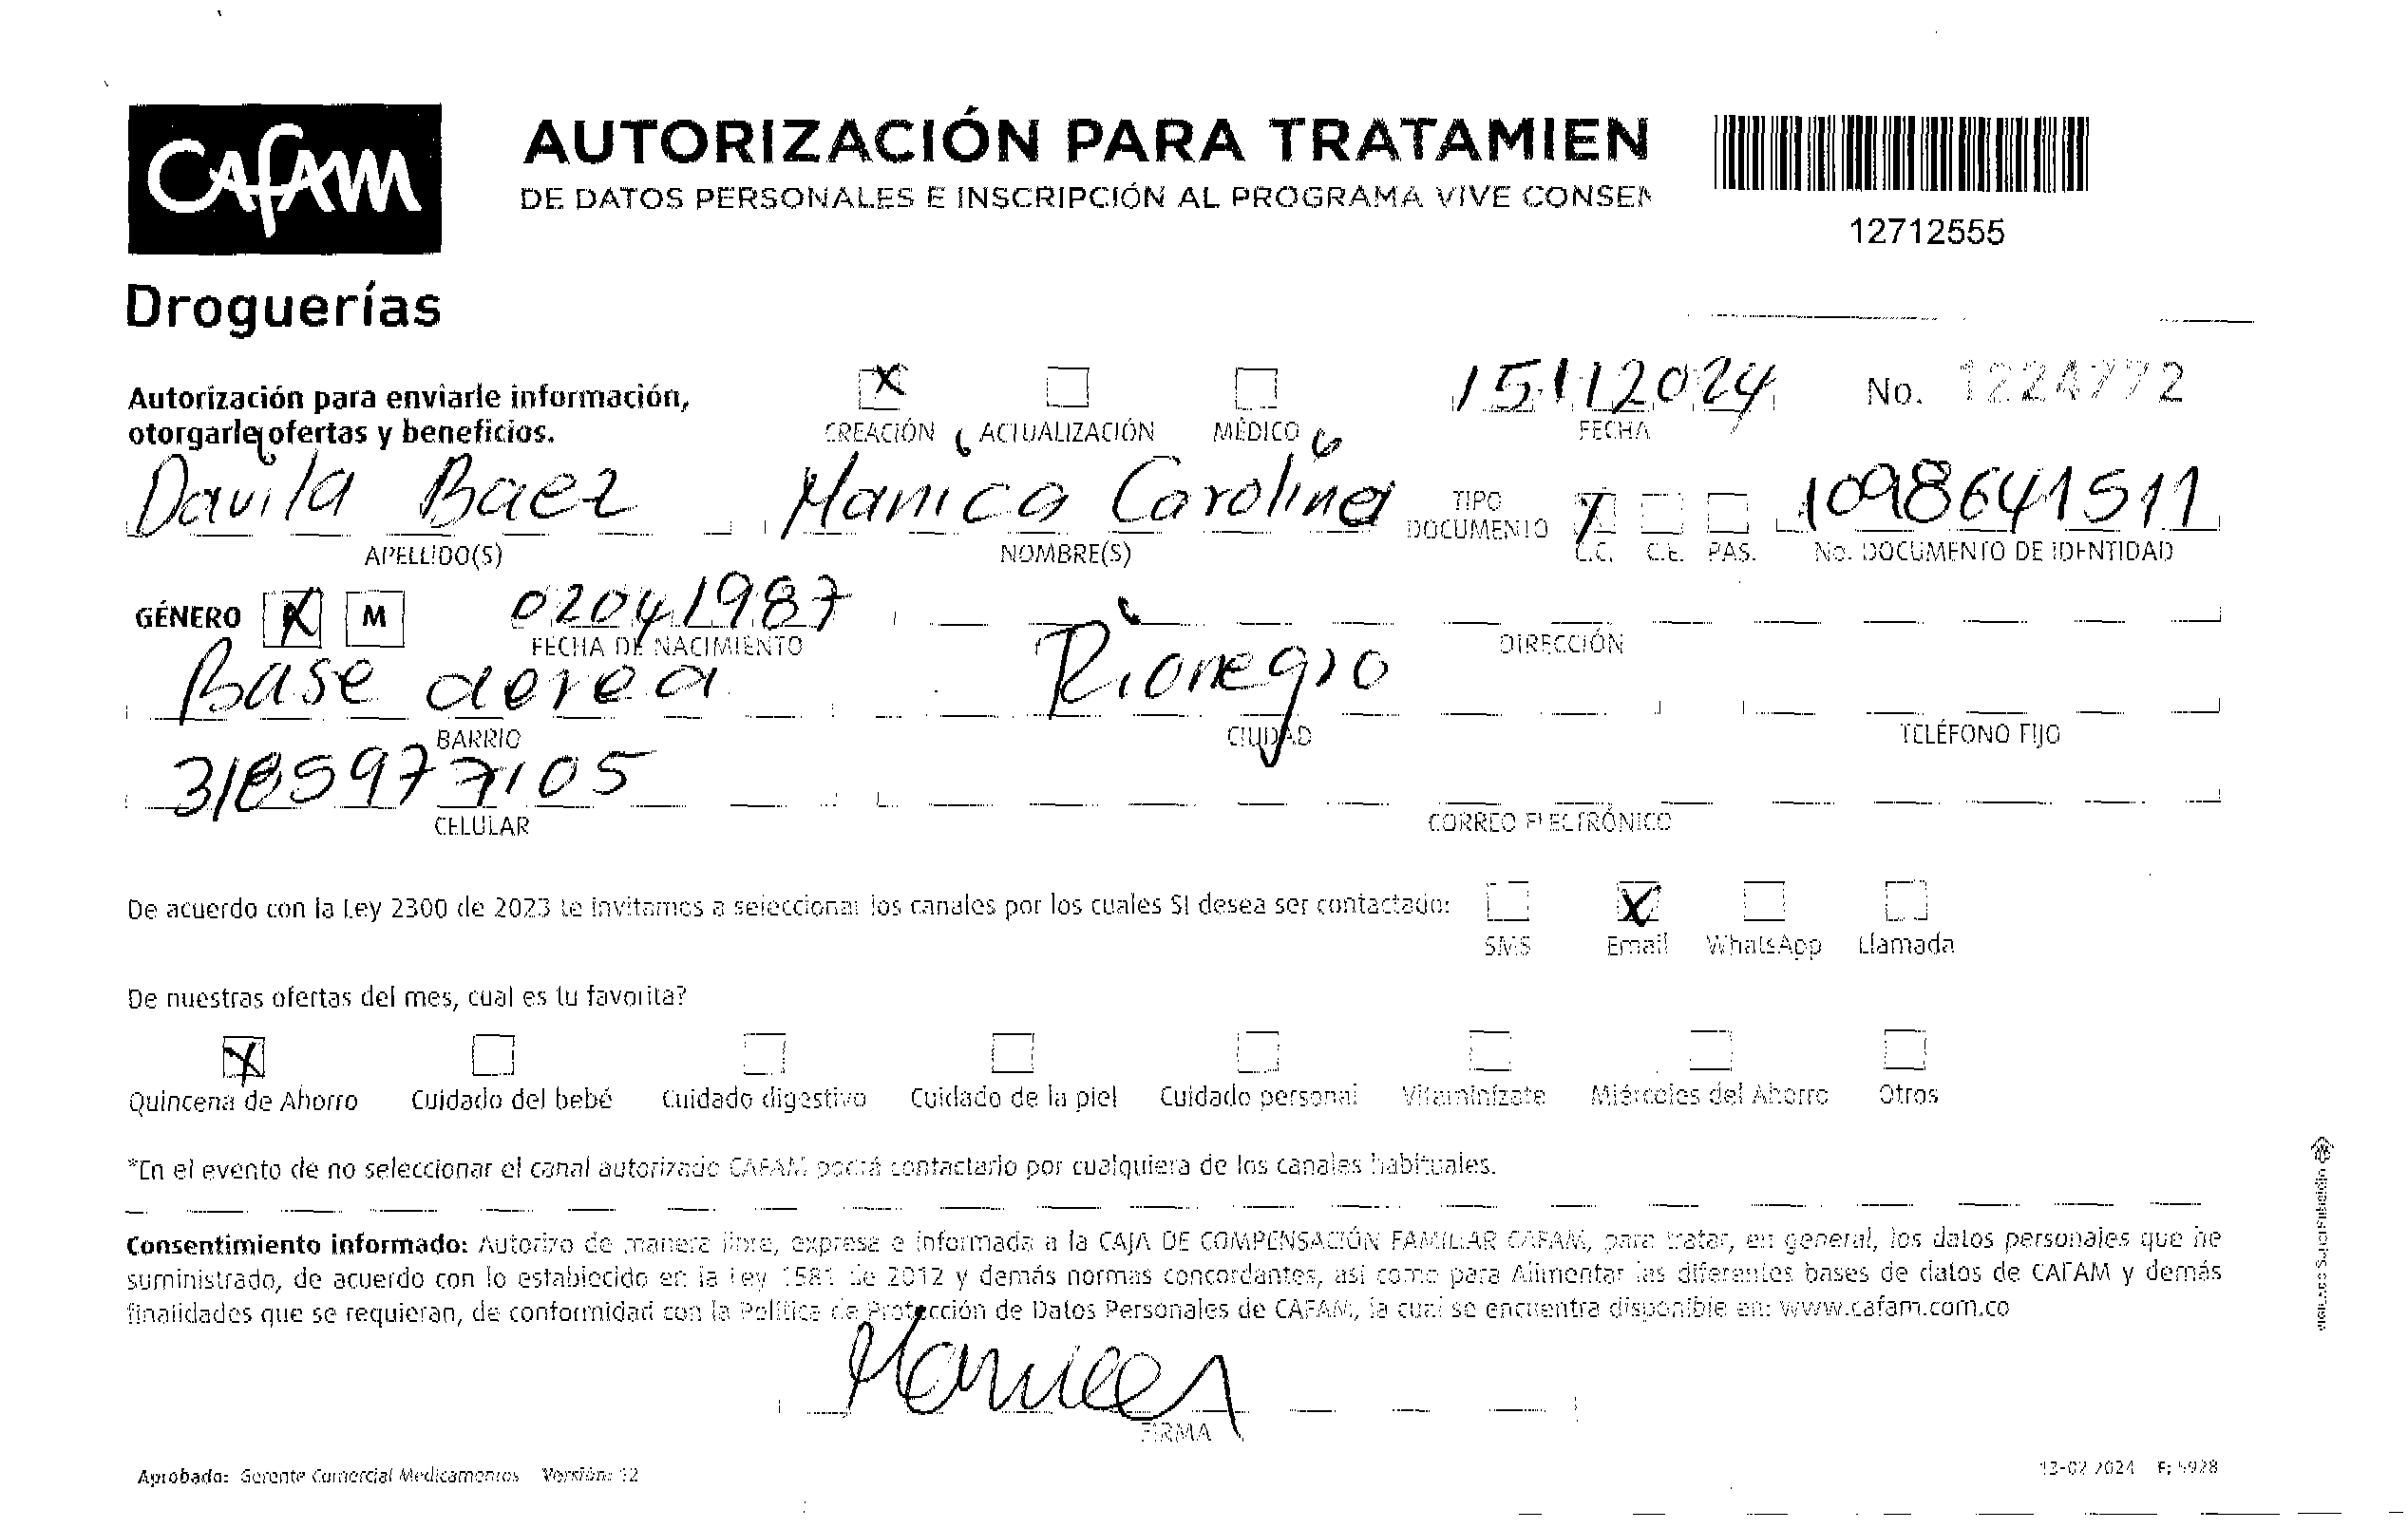 Cafam
AUTORIZACIÓN PARA TRATAMIEN
DE DATOS PERSONALES E INSCRIPCIÓN AL PROGRAMA VIVE CONSEN
12712555
Droguerías
Autorización para enviarle información,
otorgarle ofertas y beneficios.
X
CREACIÓN ACTUALIZACIÓN MÉDICO
15112024
FECHA
No. 1224772
Davila Baez Manica Carolina
TIPO DOCUMENTO X 1098641511
APELLIDO(S) NOMBRE(S) C.C. C.E. PAS. No. DOCUMENTO DE IDENTIDAD
GÉNERO X M 02041987
FECHA DE NACIMIENTO DIRECCIÓN
Base aerea Rionegro
BARRIO CIUDAD TELÉFONO FIJO
3185977105
CELULAR CORREO ELECTRÓNICO
De acuerdo con la Ley 2300 de 2023 te invitamos a seleccionar los canales por los cuales SI desea ser contactado: X
SMS Email WhatsApp Llamada
De nuestras ofertas del mes, cual es tu favorita?
X
Quincena de Ahorro Cuidado del bebé Cuidado digestivo Cuidado de la piel Cuidado personal Vitaminízate Miércoles del Ahorro Otros
*En el evento de no seleccionar el canal autorizado CAFAM podrá contactarlo por cualquiera de los canales habituales.
Consentimiento informado: Autorizo de manera libre, expresa e informada a la CAJA DE COMPENSACIÓN FAMILIAR CAFAM, para tratar, en general, los datos personales que he
suministrado, de acuerdo con lo establecido en la Ley 1581 de 2012 y demás normas concordantes, así como para Alimentar las diferentes bases de datos de CAFAM y demás
finalidades que se requieran, de conformidad con la Política de Protección de Datos Personales de CAFAM, la cual se encuentra disponible en: www.cafam.com.co
FIRMA
Aprobado: Gerente Comercial Medicamentos Versión: 12
13-02 2024 F: 5928
VIGILADO SuperSubsidio